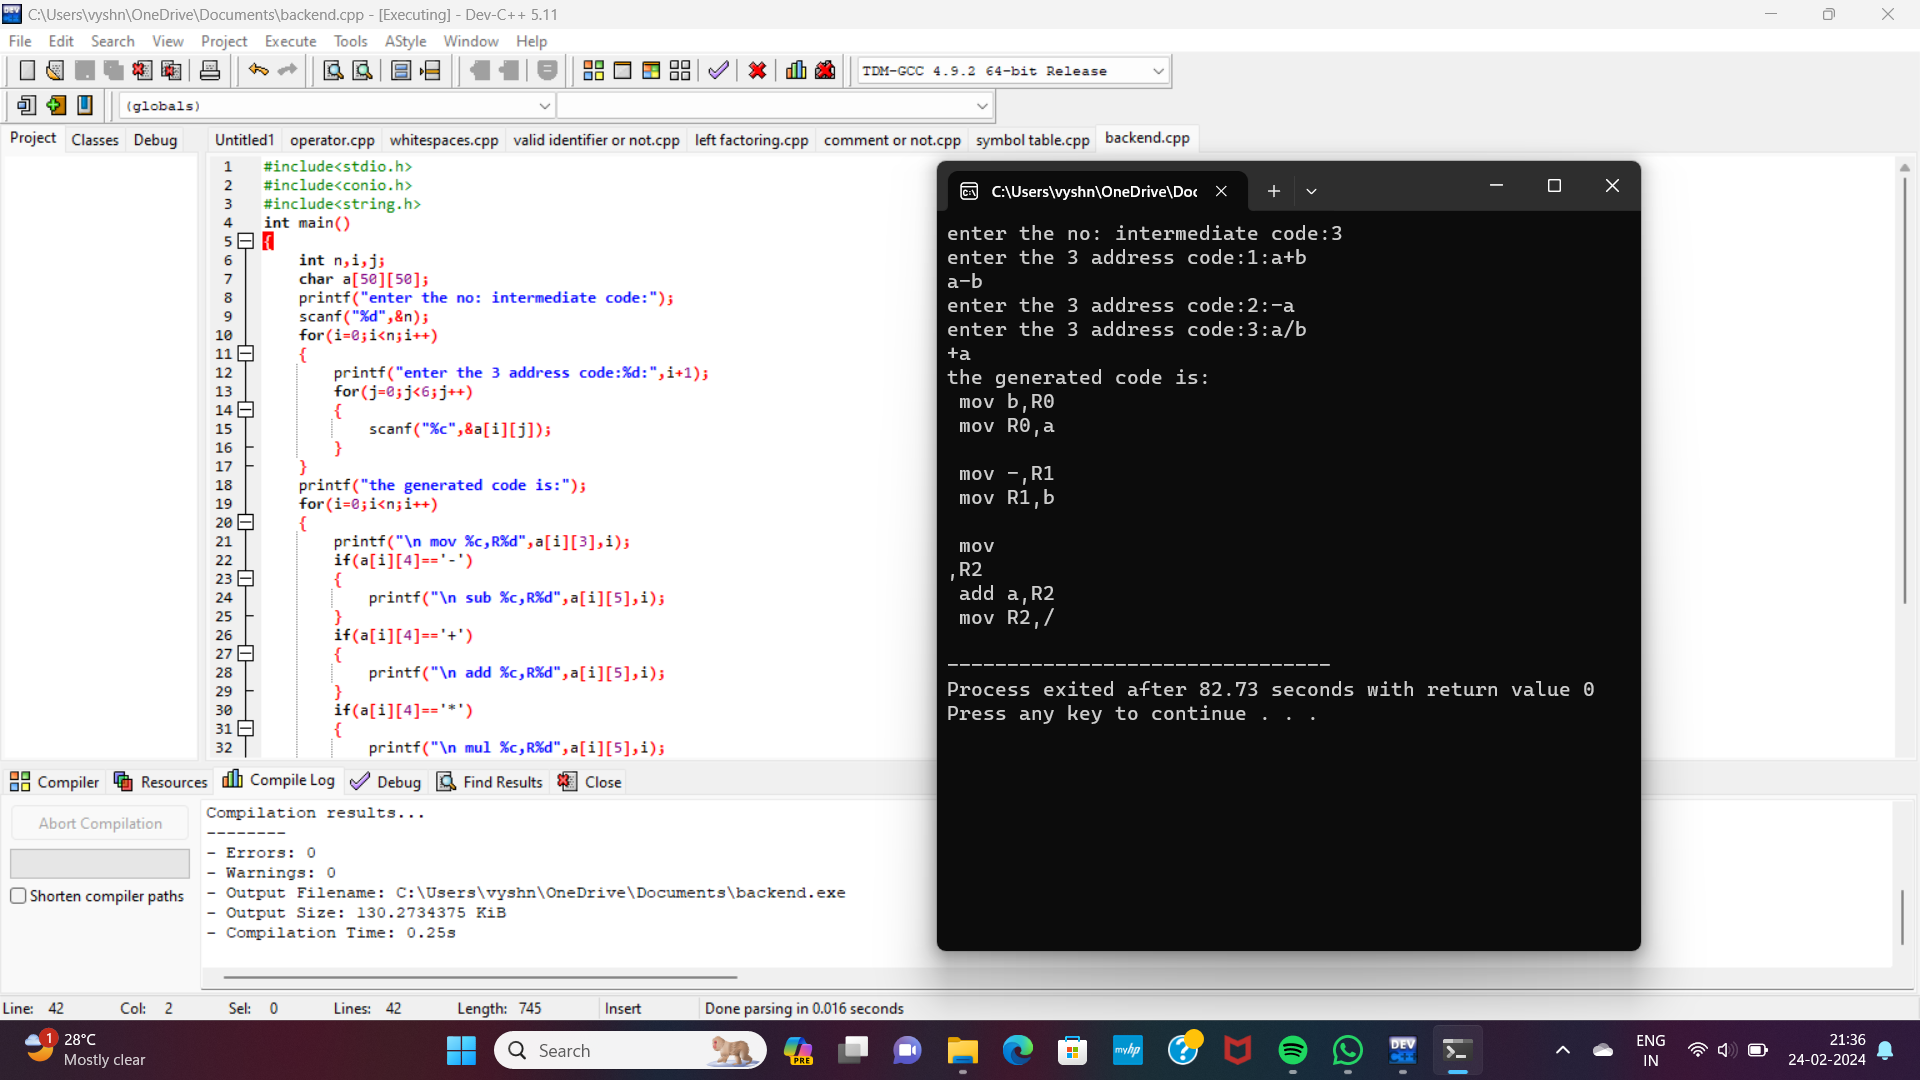 C:\Users\vyshn\OneDrive\Documents\backend.cpp - [Executing] - Dev-C++ 5.11
File Edit Search View Project Execute Tools AStyle Window Help
TDM-GCC 4.9.2 64-bit Release
(globals)
Project Classes Debug
Untitled1 operator.cpp whitespaces.cpp valid identifier or not.cpp left factoring.cpp comment or not.cpp symbol table.cpp backend.cpp
1 #include<stdio.h>
2 #include<conio.h>
3 #include<string.h>
4 int main()
5 {
6 int n,i,j;
7 char a[50][50];
8 printf("enter the no: intermediate code:");
9 scanf("%d",&n);
10 for(i=0;i<n;i++)
11 {
12 printf("enter the 3 address code:%d:",i+1);
13 for(j=0;j<6;j++)
14 {
15 scanf("%c",&a[i][j]);
16 }
17 }
18 printf("the generated code is:");
19 for(i=0;i<n;i++)
20 {
21 printf("\n mov %c,R%d",a[i][3],i);
22 if(a[i][4]=='-')
23 {
24 printf("\n sub %c,R%d",a[i][5],i);
25 }
26 if(a[i][4]=='+')
27 {
28 printf("\n add %c,R%d",a[i][5],i);
29 }
30 if(a[i][4]=='*')
31 {
32 printf("\n mul %c,R%d",a[i][5],i);
C:\Users\vyshn\OneDrive\Doc
enter the no: intermediate code:3
enter the 3 address code:1:a+b
a-b
enter the 3 address code:2:-a
enter the 3 address code:3:a/b
+a
the generated code is:
mov b,R0
mov R0,a
mov -,R1
mov R1,b
mov
,R2
add a,R2
mov R2,/
--------------------------------
Process exited after 82.73 seconds with return value 0
Press any key to continue . . .
Compiler Resources Compile Log Debug Find Results Close
Abort Compilation
Shorten compiler paths
Compilation results...
--------
- Errors: 0
- Warnings: 0
- Output Filename: C:\Users\vyshn\OneDrive\Documents\backend.exe
- Output Size: 130.2734375 KiB
- Compilation Time: 0.25s
Line: 42 Col: 2 Sel: 0 Lines: 42 Length: 745 Insert Done parsing in 0.016 seconds
1
28°C
Mostly clear
Search
PRE
myhp
DEV
C++
ENG
IN
21:36
24-02-2024